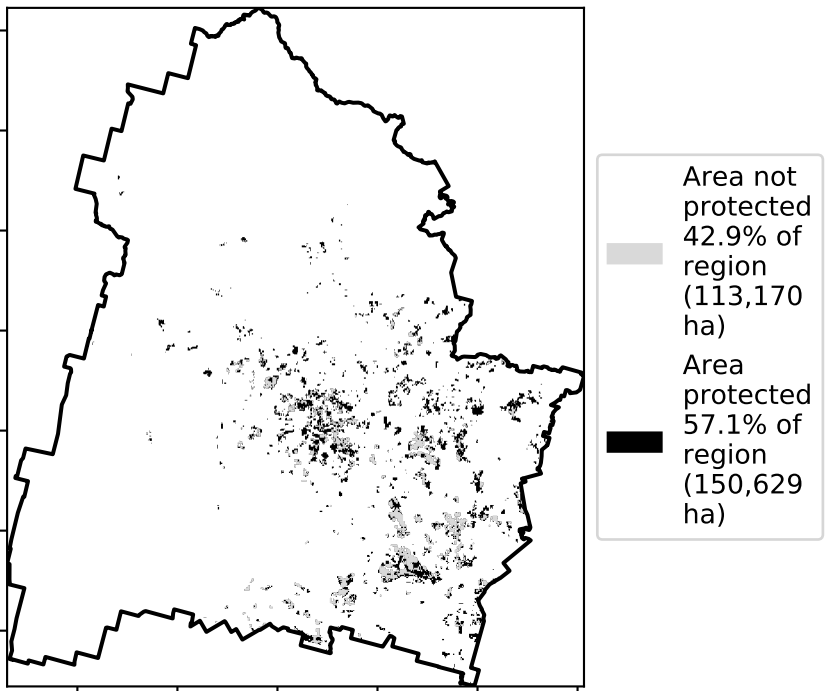 Area not
protected
42.9% of
region
(113,170
ha)
Area
protected
57.1% of
region
(150,629
ha)